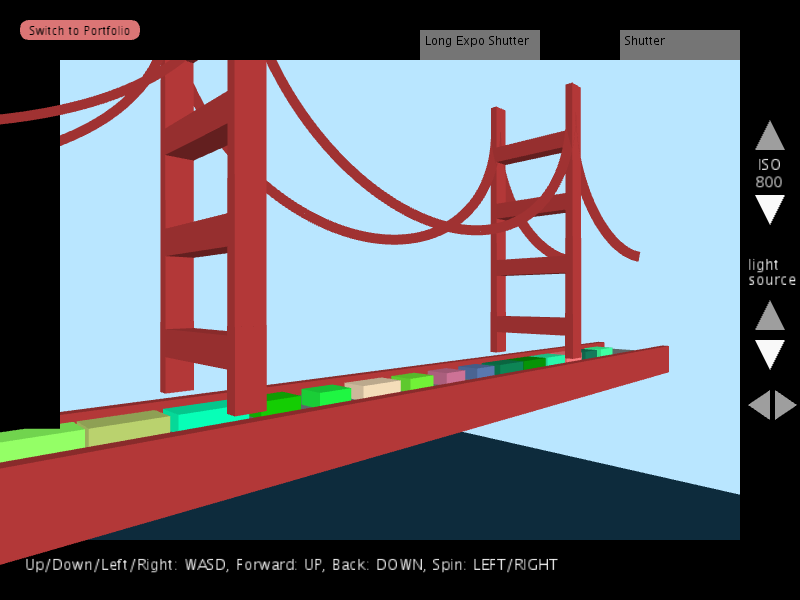 Switch to Portfolio
Long Expo Shutter
Shutter
ISO
800
light
source
Up/Down/Left/Right: WASD, Forward: UP, Back: DOWN, Spin: LEFT/RIGHT